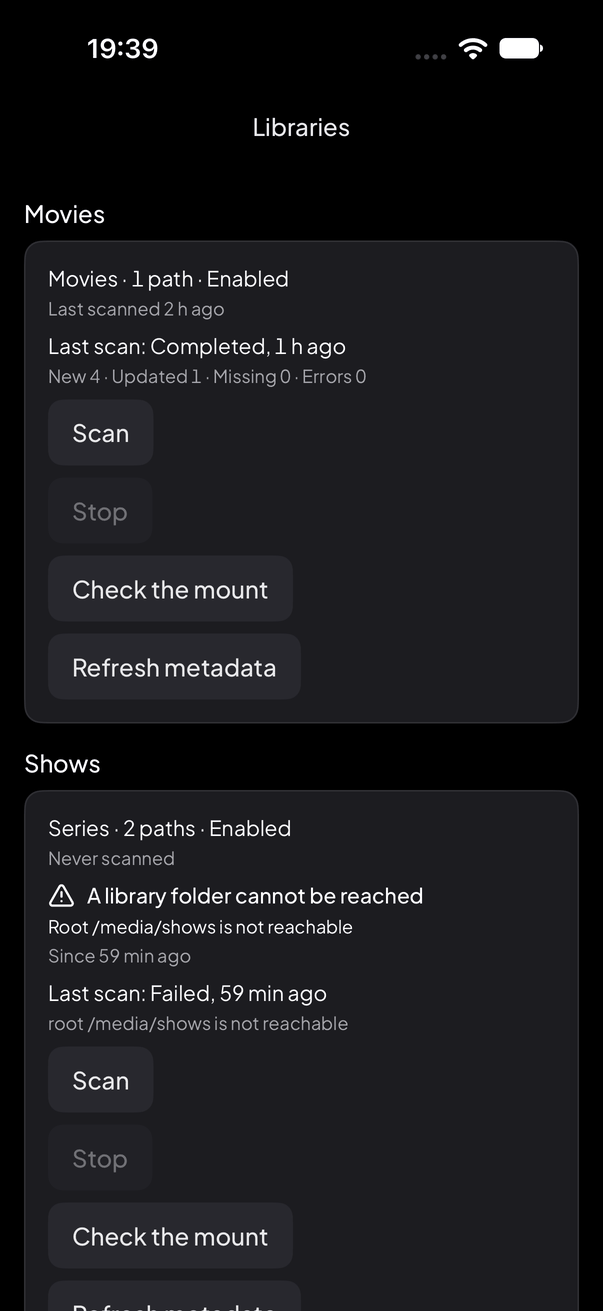 19:39
Libraries
Movies
Movies · 1 path · Enabled
Last scanned 2 h ago
Last scan: Completed, 1 h ago
New 4 · Updated 1 · Missing 0 · Errors 0
Scan
Stop
Check the mount
Refresh metadata
Shows
Series · 2 paths · Enabled
Never scanned
A library folder cannot be reached
Root /media/shows is not reachable
Since 59 min ago
Last scan: Failed, 59 min ago
root /media/shows is not reachable
Scan
Stop
Check the mount
Refresh metadata